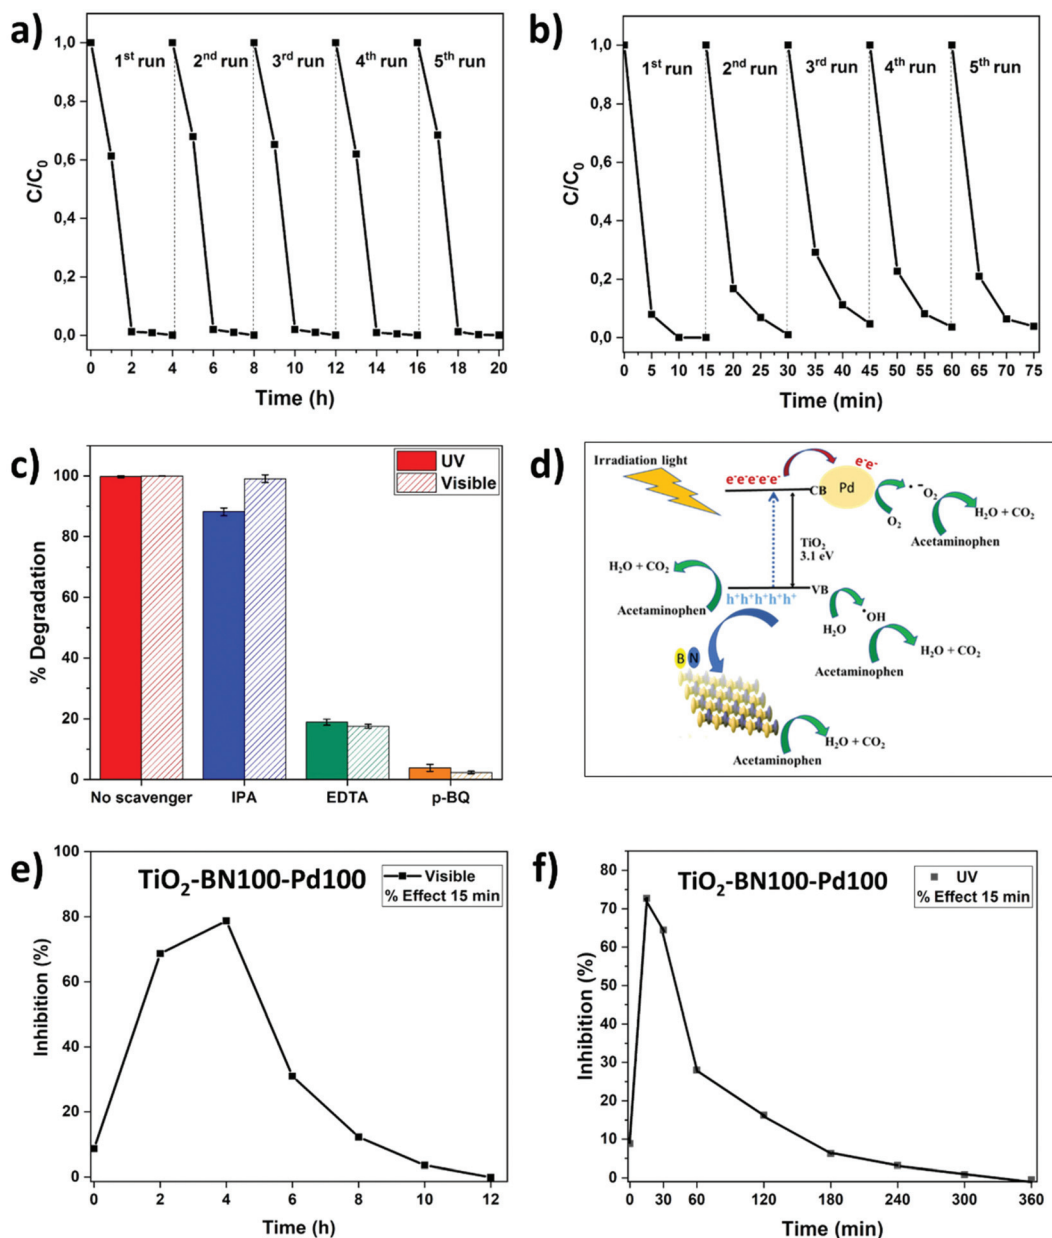 a)
1,0
0,8
0,6
0,4
0,2
0,0
C/C0
1st run
2nd run
3rd run
4th run
5th run
0 2 4 6 8 10 12 14 16 18 20
Time (h)
b)
1,0
0,8
0,6
0,4
0,2
0,0
C/C0
1st run
2nd run
3rd run
4th run
5th run
0 5 10 15 20 25 30 35 40 45 50 55 60 65 70 75
Time (min)
c)
UV
Visible
100
80
60
40
20
0
% Degradation
No scavenger IPA EDTA p-BQ
d)
Irradiation light
e-e-e-e-e-
e-e-
CB
Pd
O2
•-O2
H2O + CO2
Acetaminophen
TiO2
3.1 eV
H2O + CO2
Acetaminophen
VB
h+h+h+h+h+
H2O
•OH
H2O + CO2
Acetaminophen
B N
H2O + CO2
Acetaminophen
e)
TiO2-BN100-Pd100
Visible
% Effect 15 min
100
80
60
40
20
0
Inhibition (%)
0 2 4 6 8 10 12
Time (h)
f)
TiO2-BN100-Pd100
UV
% Effect 15 min
80
70
60
50
40
30
20
10
0
Inhibition (%)
0 30 60 120 180 240 300 360
Time (min)